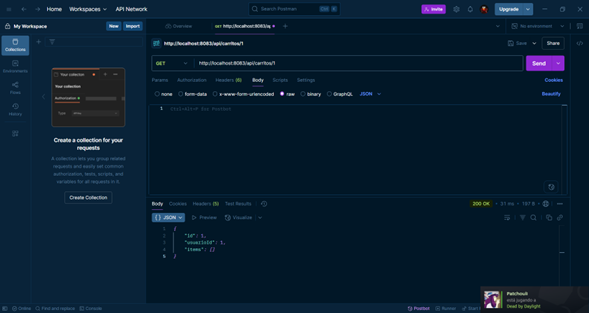 Home Workspaces API Network
Search Postman Ctrl K
Invite
Upgrade
My Workspace
New Import
Overview
GET http://localhost:8083/api
No environment
Collections
Environments
Flows
History
Your collection
Your collection
Authorization
Type
Create a collection for your
requests
A collection lets you group related
requests and easily set common
authorization, tests, scripts, and
variables for all requests in it.
Create Collection
http://localhost:8083/api/carritos/1
Save Share
GET http://localhost:8083/api/carritos/1 Send
Params Authorization Headers (6) Body Scripts Settings Cookies
none form-data x-www-form-urlencoded raw binary GraphQL JSON Beautify
1 Ctrl+Alt+P for Postbot
Body Cookies Headers (5) Test Results
200 OK 31 ms 197 B
{ } JSON Preview Visualize
1 {
2 "id": 1,
3 "usuarioId": 1,
4 "items": []
5 }
Patchouli
está jugando a
Dead by Daylight
Online Find and replace Console
Postbot Runner